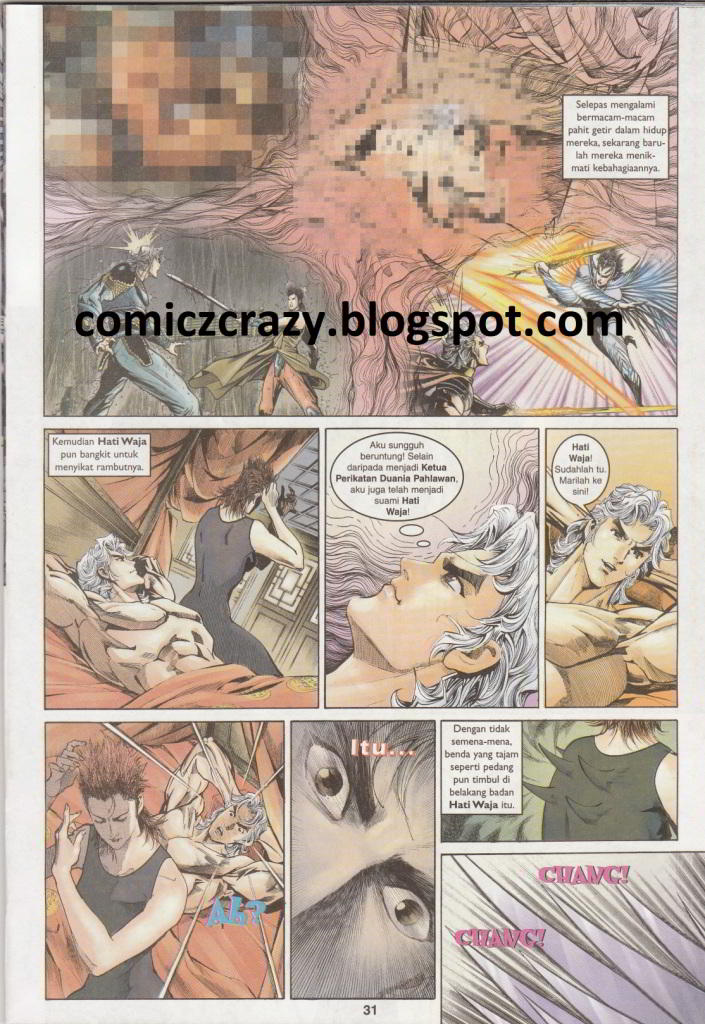 Selepas mengalami
bermacam-macam
pahit getir dalam hidup
mereka, sekarang baru-
lah mereka menik-
mati kebahagiaannya.
comiczcrazy.blogspot.com
Kemudian Hati Waja
pun bangkit untuk
menyikat rambutnya.
Aku sungguh
beruntung! Selain
daripada menjadi Ketua
Perikatan Duania Pahlawan,
aku juga telah menjadi
suami Hati
Waja!
Hati
Waja!
Sudahlah tu.
Marilah ke
sini!
Ah?
Itu...
Dengan tidak
semena-mena,
benda yang tajam
seperti pedang
pun timbul di
belakang badan
Hati Waja itu.
CHANG!
CHANG!
31